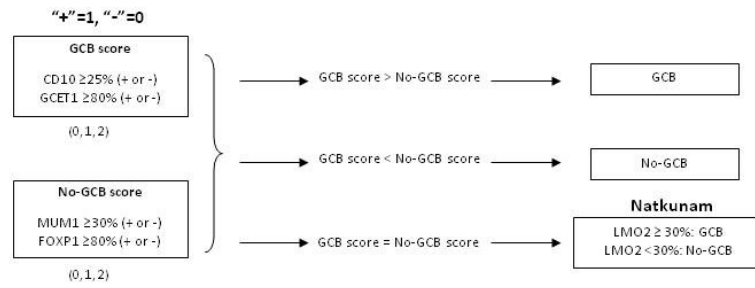 "+"=1, "-"=0
GCB score
CD10 ≥25% (+ or -)
GCET1 ≥80% (+ or -)
(0,1,2)
No-GCB score
MUM1 ≥30% (+ or -)
FOXP1 ≥80% (+ or -)
(0,1,2)
GCB score > No-GCB score
GCB
GCB score < No-GCB score
No-GCB
GCB score = No-GCB score
Natkunam
LMO2 ≥ 30%: GCB
LMO2 <30%: No-GCB